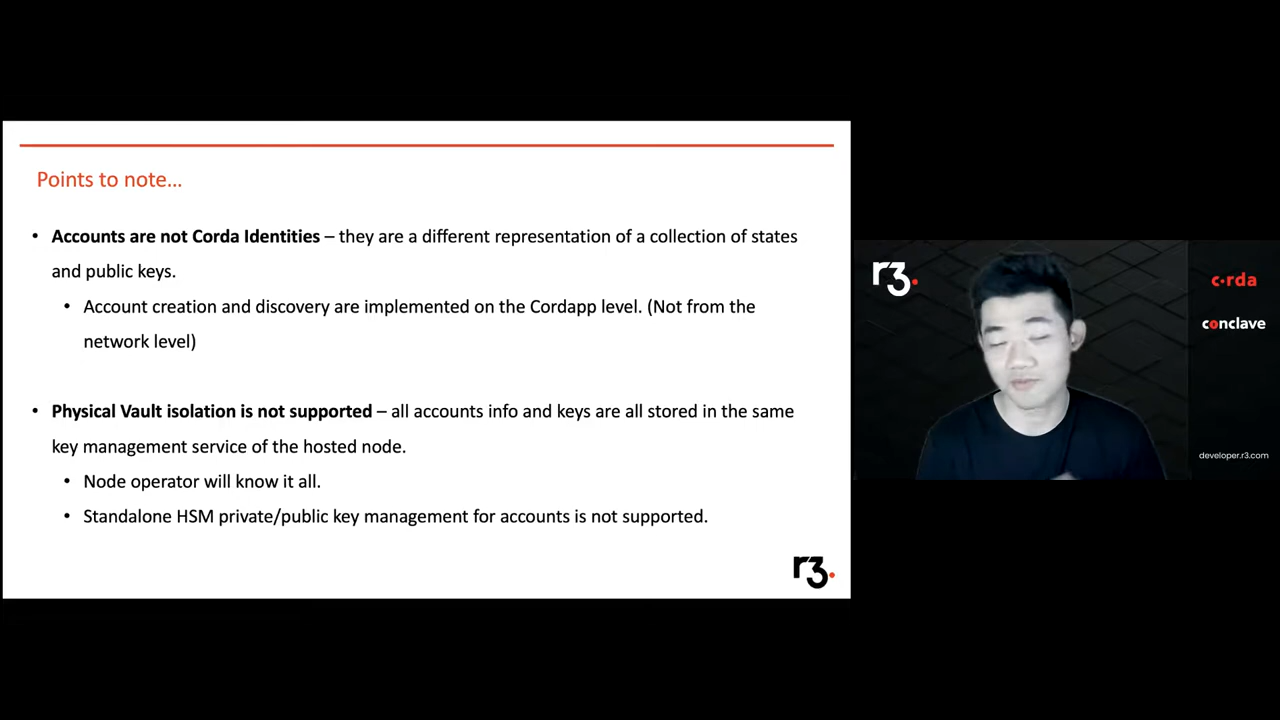 Points to note...
• Accounts are not Corda Identities – they are a different representation of a collection of states
and public keys.
• Account creation and discovery are implemented on the Cordapp level. (Not from the
network level)
• Physical Vault isolation is not supported – all accounts info and keys are all stored in the same
key management service of the hosted node.
• Node operator will know it all.
• Standalone HSM private/public key management for accounts is not supported.
r3.
r3.
c·rda
conclave
developer.r3.com